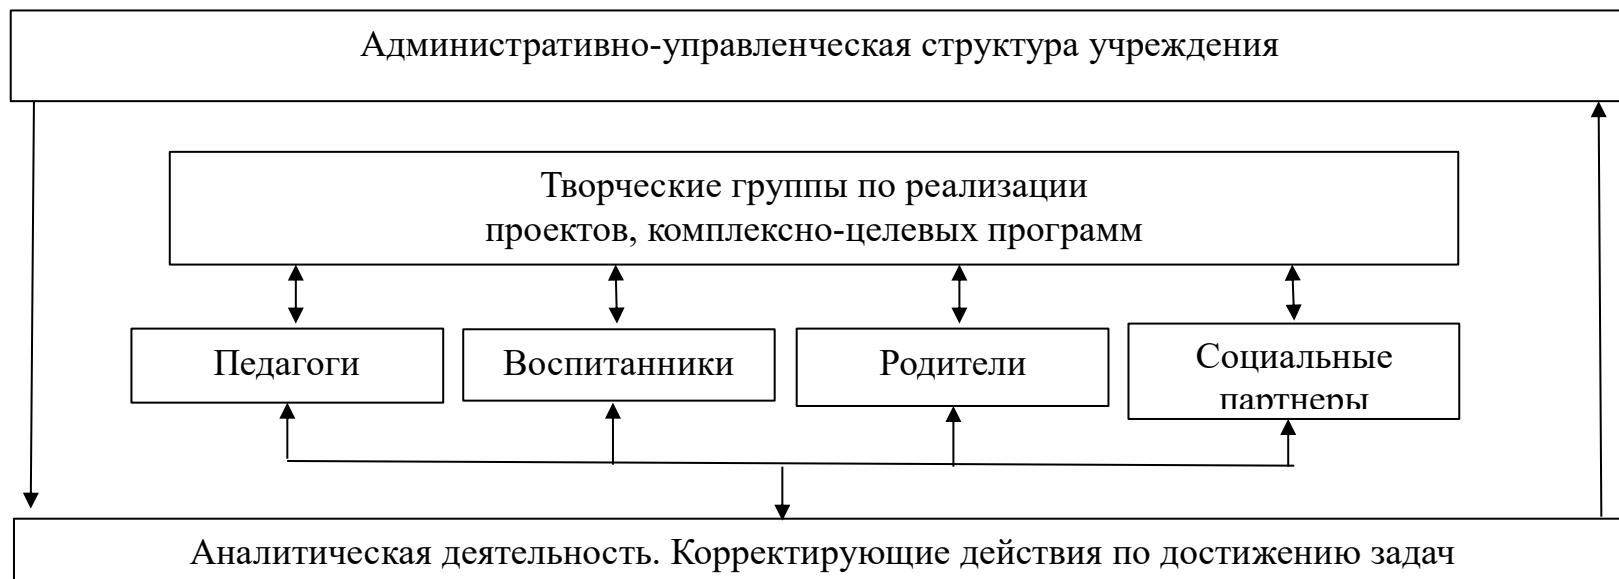 Административно-управленческая структура учреждения
Творческие группы по реализации
проектов, комплексно-целевых программ
Педагоги
Воспитанники
Родители
Социальные
партнеры
Аналитическая деятельность. Корректирующие действия по достижению задач